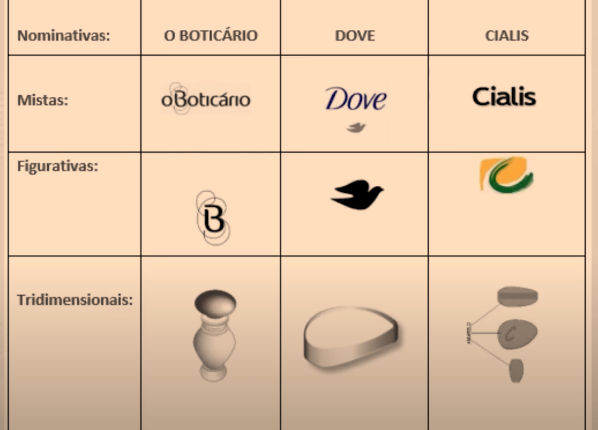 Nominativas: O BOTICÁRIO DOVE CIALIS
Mistas: oBoticário Dove Cialis
Figurativas: B
Tridimensionais: C